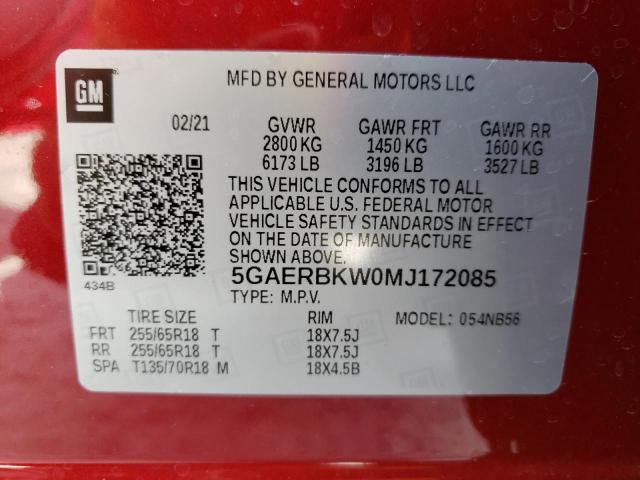 GM
MFD BY GENERAL MOTORS LLC
02/21 GVWR GAWR FRT GAWR RR
2800 KG 1450 KG 1600 KG
6173 LB 3196 LB 3527 LB
THIS VEHICLE CONFORMS TO ALL
APPLICABLE U.S. FEDERAL MOTOR
VEHICLE SAFETY STANDARDS IN EFFECT
ON THE DATE OF MANUFACTURE
434B
5GAERBKW0MJ172085
TYPE: M.P.V.
TIRE SIZE RIM MODEL: 054NB56
FRT 255/65R18 T 18X7.5J
RR 255/65R18 T 18X7.5J
SPA T135/70R18 M 18X4.5B